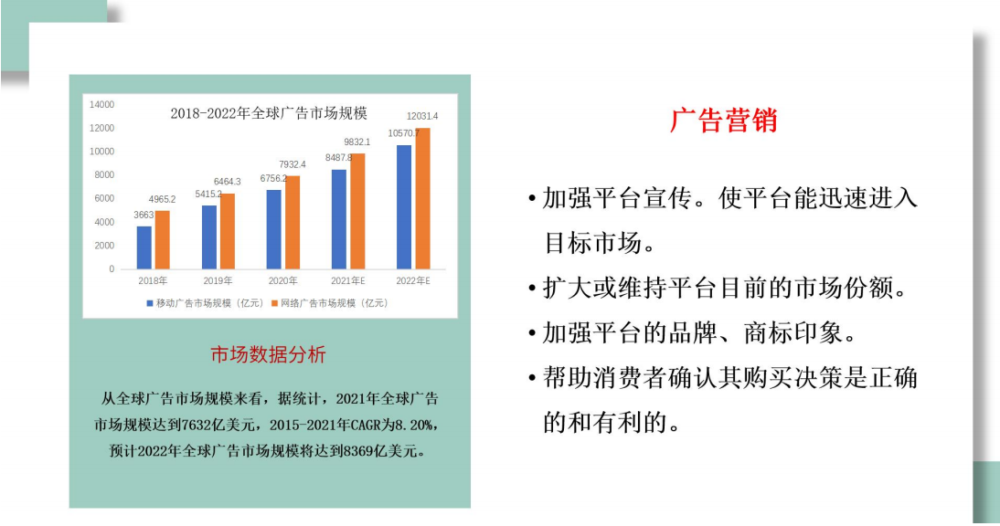 2018-2022年全球广告市场规模
14000
12000
10000
8000
6000
4000
2000
0
3663
4965.2
5415.2
6464.3
6756.2
7932.4
8487.8
9832.1
10570.7
12031.4
2018年
2019年
2020年
2021年E
2022年E
移动广告市场规模（亿元）
网络广告市场规模（亿元）
市场数据分析
从全球广告市场规模来看，据统计，2021年全球广告
市场规模达到7632亿美元，2015-2021年CAGR为8.20%，
预计2022年全球广告市场规模将达到8369亿美元。
广告营销
•加强平台宣传。使平台能迅速进入
目标市场。
•扩大或维持平台目前的市场份额。
•加强平台的品牌、商标印象。
•帮助消费者确认其购买决策是正确
的和有利的。